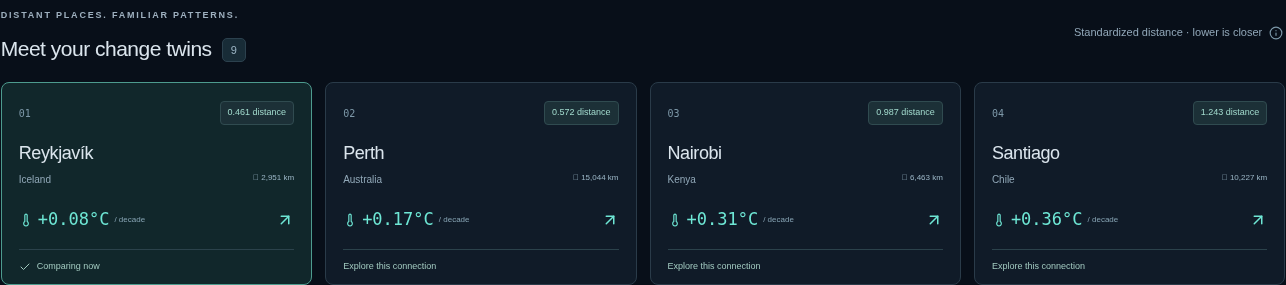 DISTANT PLACES. FAMILIAR PATTERNS.
Meet your change twins 9
Standardized distance · lower is closer
01 0.461 distance
Reykjavík
Iceland 2,951 km
+0.08°C / decade
Comparing now
02 0.572 distance
Perth
Australia 15,044 km
+0.17°C / decade
Explore this connection
03 0.987 distance
Nairobi
Kenya 6,463 km
+0.31°C / decade
Explore this connection
04 1.243 distance
Santiago
Chile 10,227 km
+0.36°C / decade
Explore this connection